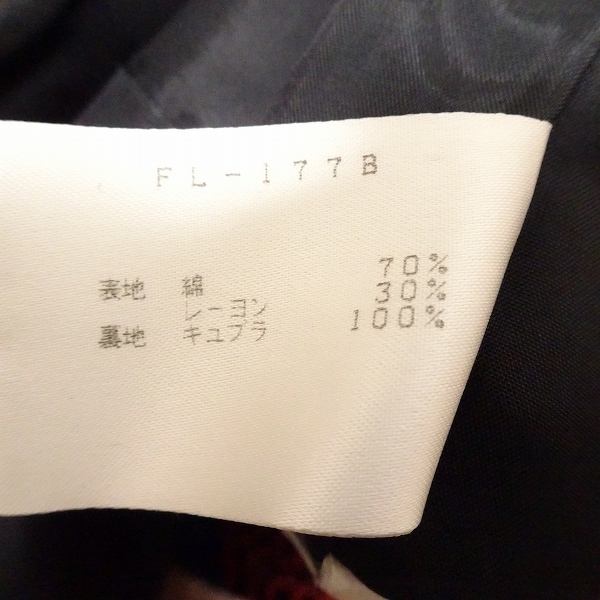 FL-177B
表地 綿 70%
レーヨン 30%
裏地 キュプラ 100%